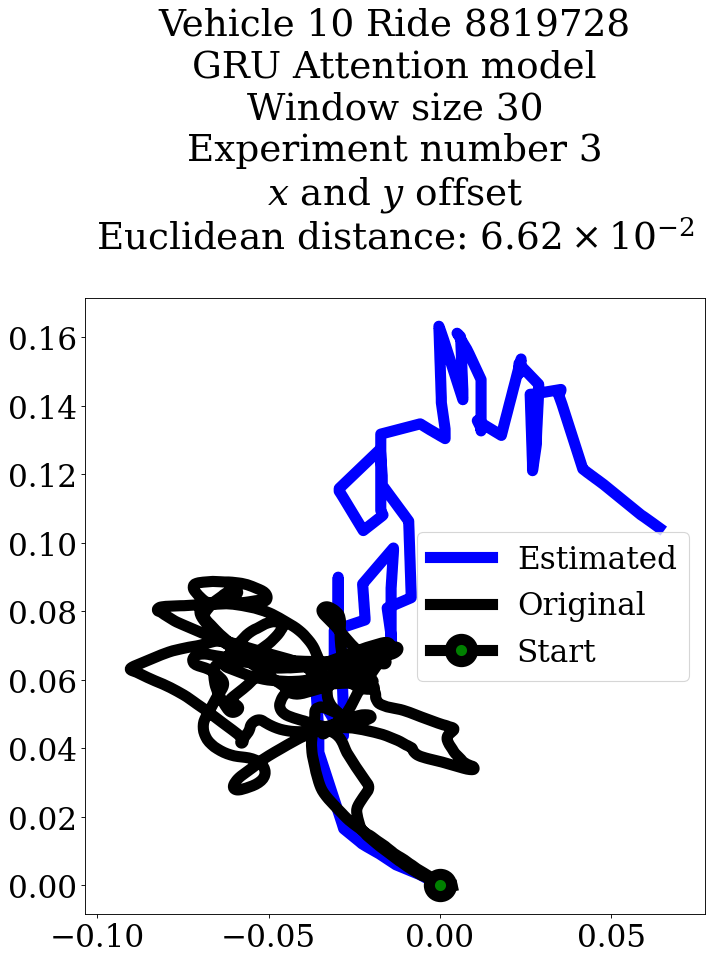 Vehicle 10 Ride 8819728
GRU Attention model
Window size 30
Experiment number 3
x and y offset
Euclidean distance: 6.62 × 10⁻²
0.16
0.14
0.12
0.10
0.08
0.06
0.04
0.02
0.00
Estimated
Original
Start
−0.10 −0.05 0.00 0.05